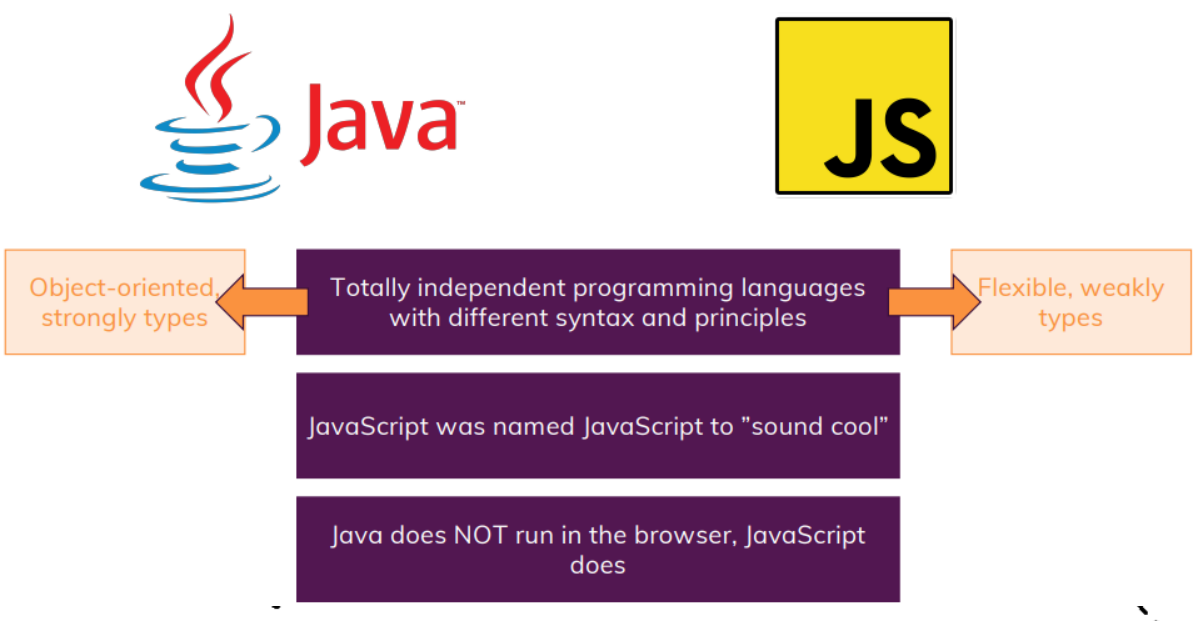 Java™
JS
Object-oriented,
strongly types
Totally independent programming languages
with different syntax and principles
Flexible, weakly
types
JavaScript was named JavaScript to ”sound cool”
Java does NOT run in the browser, JavaScript
does